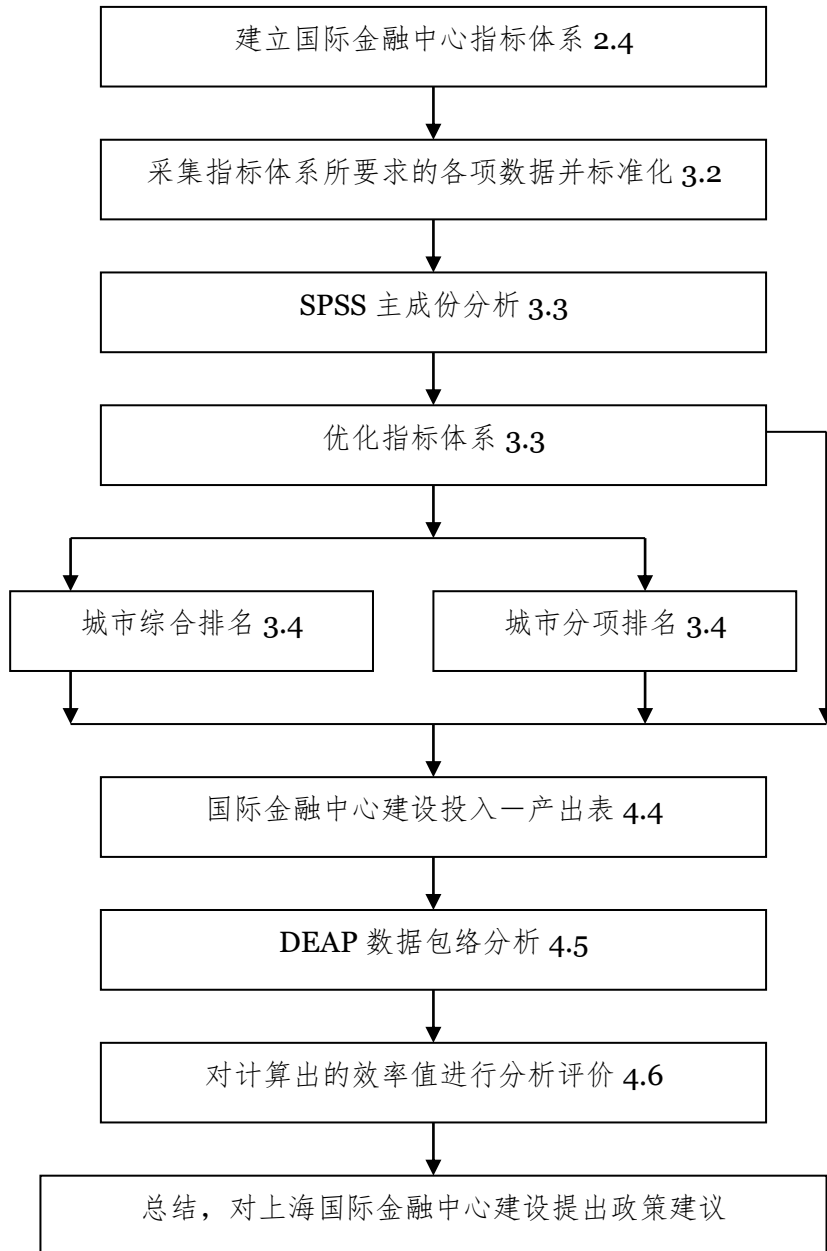 建立国际金融中心指标体系 2.4
采集指标体系所要求的各项数据并标准化 3.2
SPSS 主成份分析 3.3
优化指标体系 3.3
城市综合排名 3.4
城市分项排名 3.4
国际金融中心建设投入－产出表 4.4
DEAP 数据包络分析 4.5
对计算出的效率值进行分析评价 4.6
总结，对上海国际金融中心建设提出政策建议